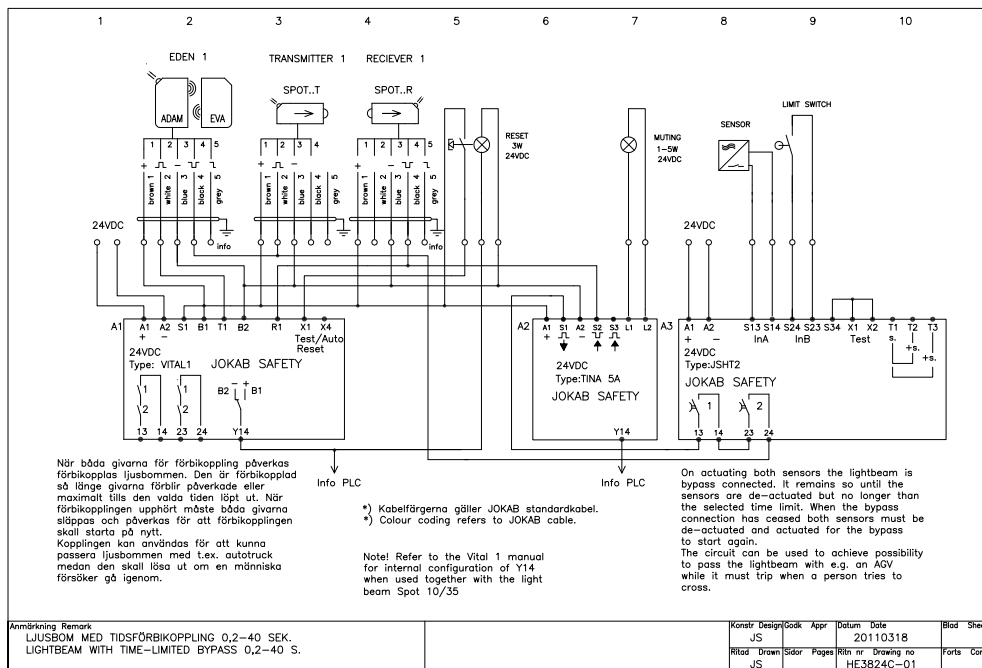 1 2 3 4 5 6 7 8 9 10
EDEN 1 TRANSMITTER 1 RECIEVER 1
ADAM EVA
SPOT..T SPOT..R
RESET
3W
24VDC
MUTING
1-5W
24VDC
SENSOR
LIMIT SWITCH
1 2 3 4 5 1 2 3 4 1 2 3 4 5
+ − + − + −
brown 1 white 2 blue 3 black 4 grey 5
brown 1 white 2 blue 3 black 4
brown 1 white 2 blue 3 black 4 grey 5
24VDC info info 24VDC
A1 A1 A2 S1 B1 T1 B2 R1 X1 X4
+ −
Test/Auto
Reset
24VDC
Type: VITAL1 JOKAB SAFETY
1 1
2 2
B2 − + B1
13 14 23 24 Y14
A2 A1 S1 A2 S2 S3 L1 L2
+ −
24VDC
Type:TINA 5A
JOKAB SAFETY
Y14
A3 A1 A2 S13 S14 S24 S23 S34 X1 X2 T1 T2 T3
+ − InA InB Test s. +s. +s.
24VDC
Type:JSHT2
JOKAB SAFETY
1 2
13 14 23 24
Info PLC Info PLC
När båda givarna för förbikoppling påverkas
förbikopplas ljusbommen. Den är förbikopplad
så länge givarna förblir påverkade eller
maximalt tills den valda tiden löpt ut. När
förbikopplingen upphört måste båda givarna
släppas och påverkas för att förbikopplingen
skall starta på nytt.
Kopplingen kan användas för att kunna
passera ljusbommen med t.ex. autotruck
medan den skall lösa ut om en människa
försöker gå igenom.
*) Kabelfärgerna gäller JOKAB standardkabel.
*) Colour coding refers to JOKAB cable.
Note! Refer to the Vital 1 manual
for internal configuration of Y14
when used together with the light
beam Spot 10/35
On actuating both sensors the lightbeam is
bypass connected. It remains so until the
sensors are de-actuated but no longer than
the selected time limit. When the bypass
connection has ceased both sensors must be
de-actuated and actuated for the bypass
to start again.
The circuit can be used to achieve possibility
to pass the lightbeam with e.g. an AGV
while it must trip when a person tries to
cross.
Anmärkning Remark
LJUSBOM MED TIDSFÖRBIKOPPLING 0,2-40 SEK.
LIGHTBEAM WITH TIME-LIMITED BYPASS 0,2-40 S.
Konstr Design Godk Appr Datum Date Blad
JS 20110318
Ritad Drawn Sidor Pages Ritn nr Drawing no Forts
JS HE3824C-01